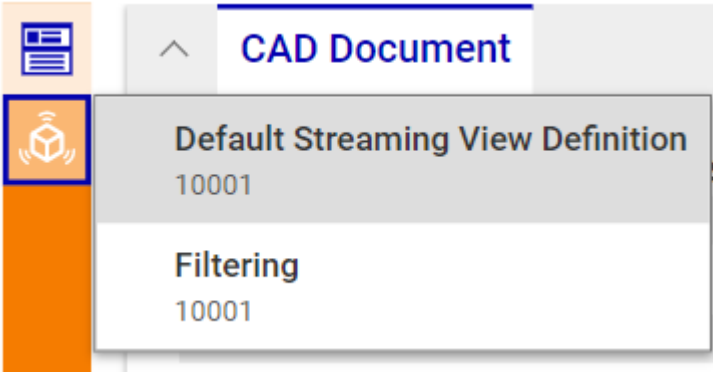 CAD Document
Default Streaming View Definition
10001
Filtering
10001